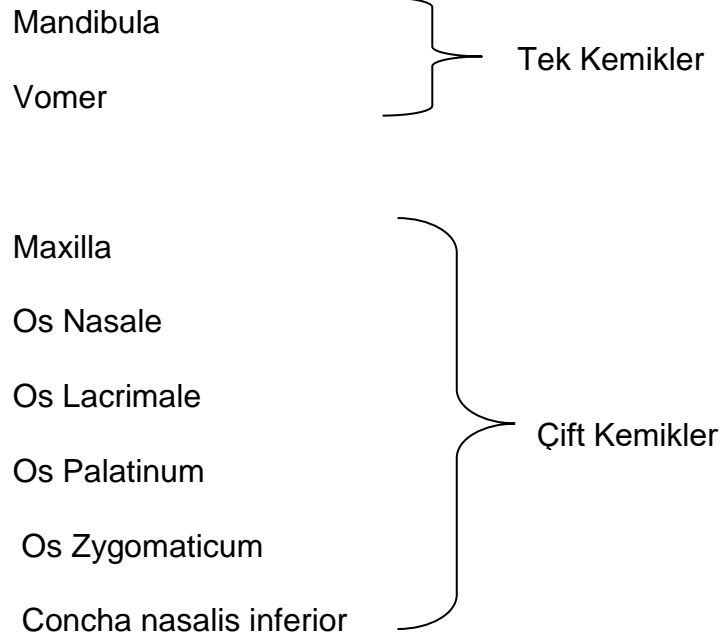 Mandibula
Tek Kemikler
Vomer
Maxilla
Os Nasale
Os Lacrimale
Çift Kemikler
Os Palatinum
Os Zygomaticum
Concha nasalis inferior